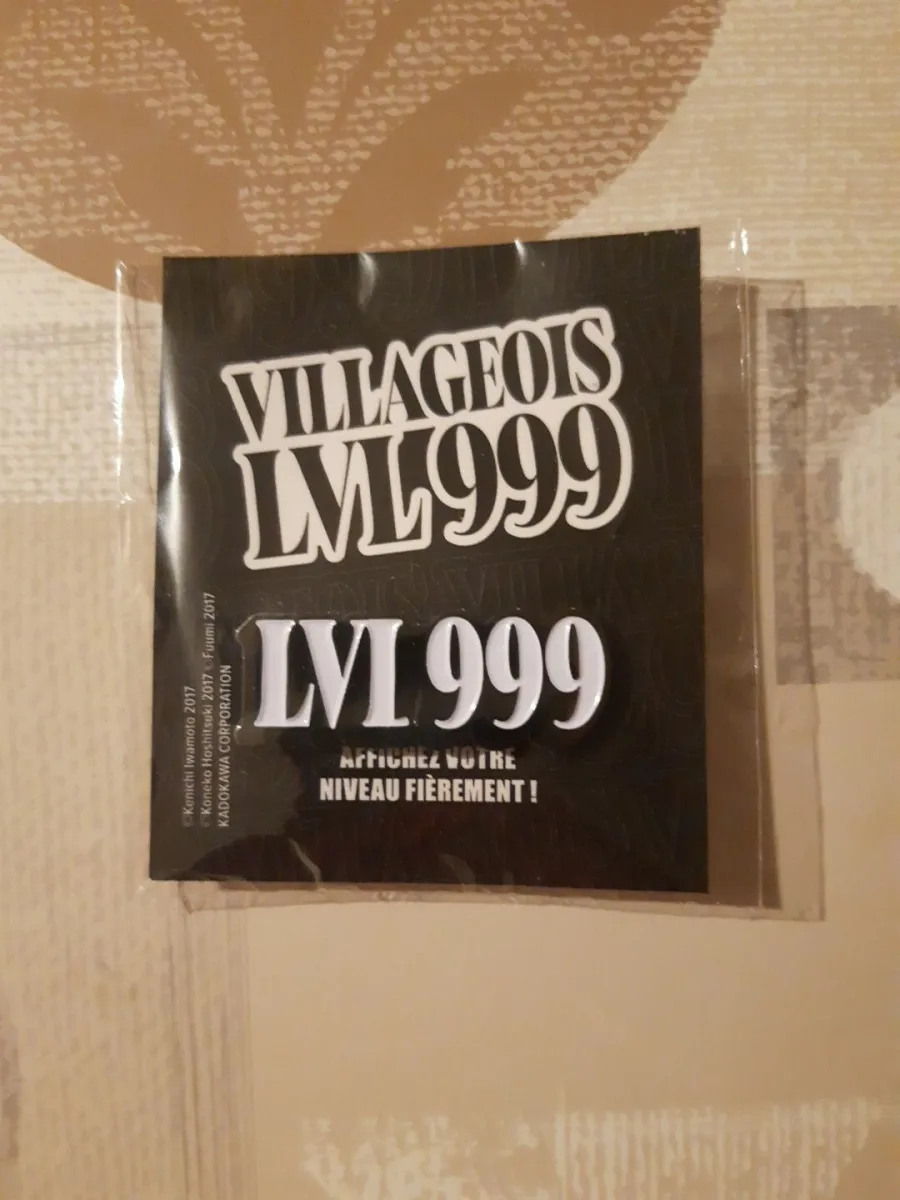 VILLAGEOIS
LVL 999
LVL 999
AFFICHEZ VOTRE
NIVEAU FIÈREMENT !
©Kenichi Iwamoto 2017
©Koneko Hoshitsuki 2017 ©Fuumi 2017
KADOKAWA CORPORATION